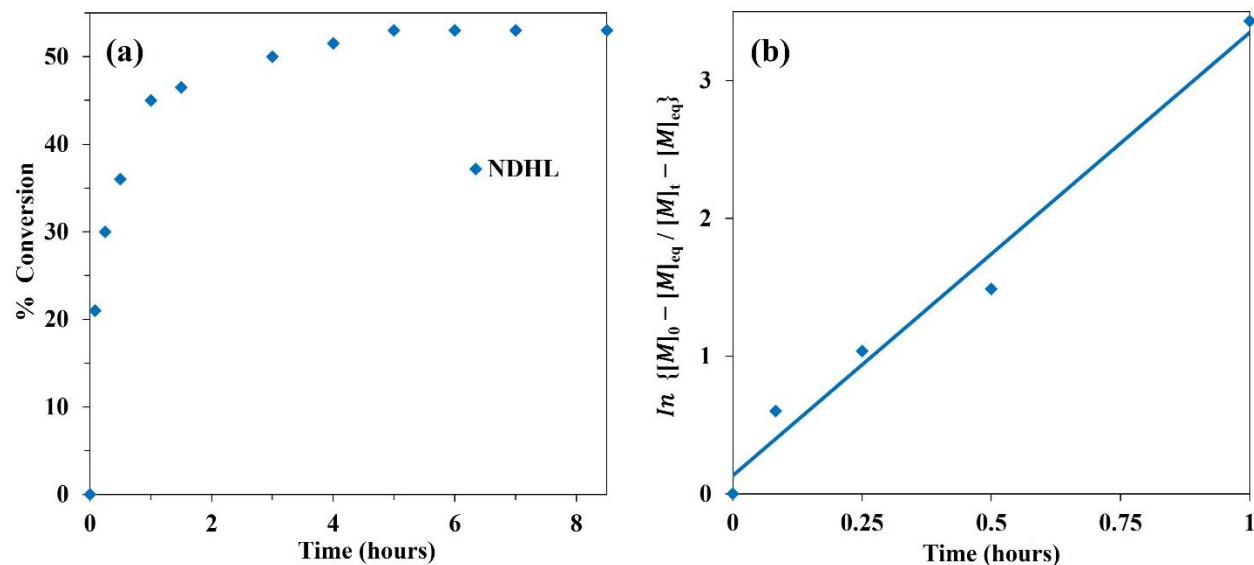 (a)
% Conversion
50
40
30
20
10
0
NDHL
0
2
4
6
8
Time (hours)
(b)
In {[M]0 − [M]eq / [M]t − [M]eq}
3
2
1
0
0
0.25
0.5
0.75
1
Time (hours)